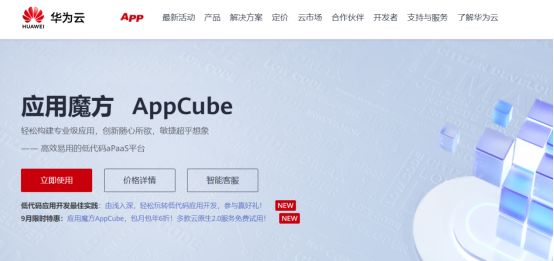 HUAWEI
华为云
App
最新活动 产品 解决方案 定价 云市场 合作伙伴 开发者 支持与服务 了解华为云
应用魔方 AppCube
轻松构建专业级应用，创新随心所欲，敏捷超乎想象
—— 高效易用的低代码aPaaS平台
立即使用 价格详情 智能客服
低代码应用开发最佳实践：由浅入深，轻松玩转低代码应用开发，参与赢好礼！ NEW
9月限时特惠：应用魔方AppCube，包月包年6折！多款云原生2.0服务免费试用！ NEW